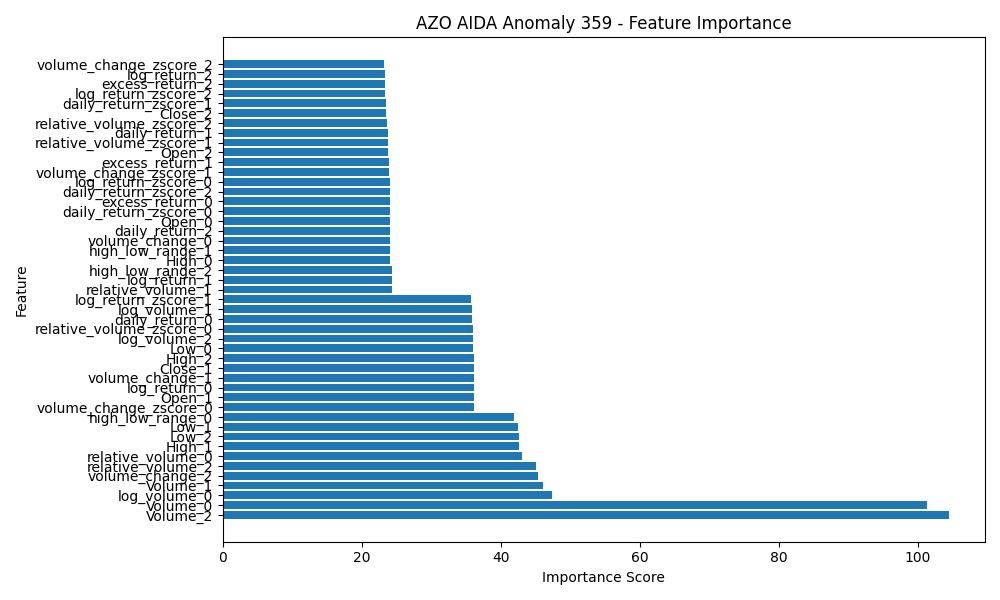 AZO AIDA Anomaly 359 - Feature Importance
volume_change_zscore_2
log_return_2
excess_return_2
log_return_zscore_2
daily_return_zscore_1
Close_2
relative_volume_zscore_2
daily_return_1
relative_volume_zscore_1
Open_2
excess_return_1
volume_change_zscore_1
log_return_zscore_0
daily_return_zscore_2
excess_return_0
daily_return_zscore_0
Open_0
daily_return_2
volume_change_0
high_low_range_1
High_0
high_low_range_2
log_return_1
relative_volume_1
log_return_zscore_1
log_volume_1
daily_return_0
relative_volume_zscore_0
log_volume_2
Low_0
High_2
Close_1
volume_change_1
log_return_0
Open_1
volume_change_zscore_0
high_low_range_0
Low_1
Low_2
High_1
relative_volume_0
relative_volume_2
volume_change_2
Volume_1
log_volume_0
Volume_0
Volume_2
Feature
0 20 40 60 80 100
Importance Score